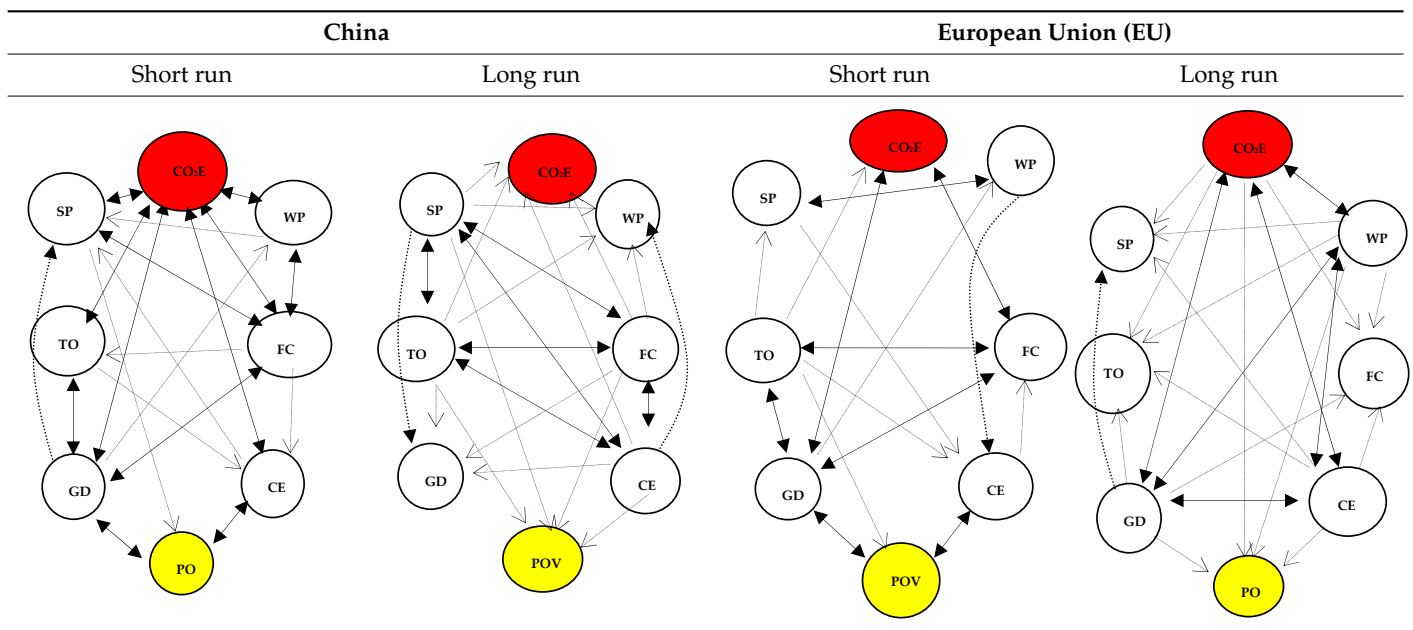 China European Union (EU)
Short run Long run Short run Long run
CO₂E
SP
WP
TO
FC
GD
CE
PO
CO₂E
SP
WP
TO
FC
GD
CE
POV
CO₂E
WP
SP
TO
FC
GD
CE
POV
CO₂E
SP
WP
TO
FC
GD
CE
PO